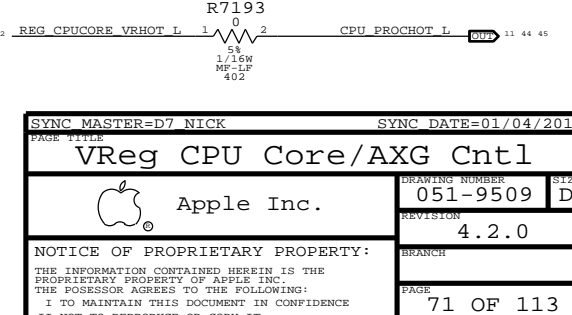 R7193
REG_CPUCORE_VRHOT_L 1 0 2 CPU_PROCHOT_L OUT 11 44 45
5%
1/16W
MF-LF
402
SYNC_MASTER=D7_NICK SYNC_DATE=01/04/201
PAGE TITLE
VReg CPU Core/AXG Cntl
DRAWING NUMBER
051-9509 D
Apple Inc.
REVISION
4.2.0
NOTICE OF PROPRIETARY PROPERTY:
BRANCH
THE INFORMATION CONTAINED HEREIN IS THE
PROPRIETARY PROPERTY OF APPLE INC.
THE POSESSOR AGREES TO THE FOLLOWING:
I TO MAINTAIN THIS DOCUMENT IN CONFIDENCE
PAGE
71 OF 113